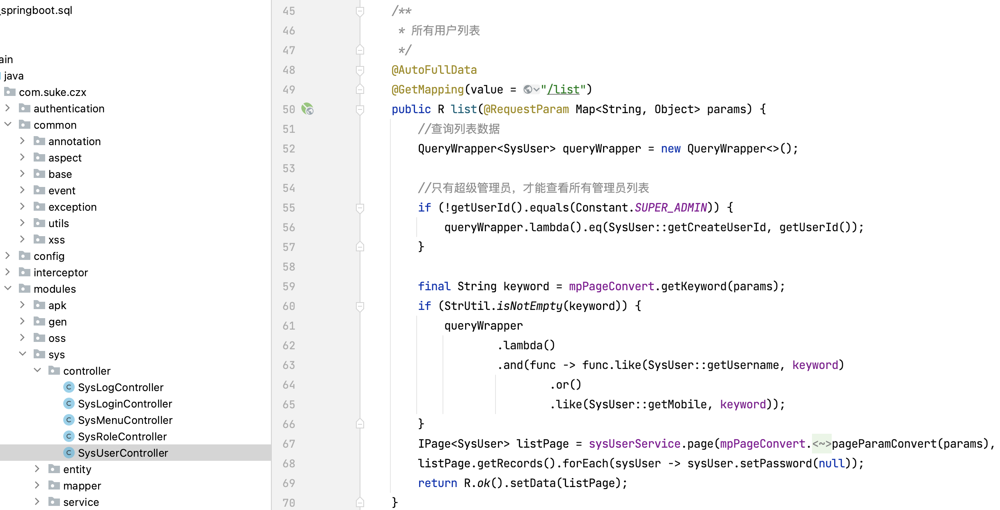 _springboot.sql
ain
java
com.suke.czx
authentication
common
annotation
aspect
base
event
exception
utils
xss
config
interceptor
modules
apk
gen
oss
sys
controller
SysLogController
SysLoginController
SysMenuController
SysRoleController
SysUserController
entity
mapper
service
45 /**
46 * 所有用户列表
47 */
48 @AutoFullData
49 @GetMapping(value = "/list")
50 public R list(@RequestParam Map<String, Object> params) {
51 //查询列表数据
52 QueryWrapper<SysUser> queryWrapper = new QueryWrapper<>();
53
54 //只有超级管理员，才能查看所有管理员列表
55 if (!getUserId().equals(Constant.SUPER_ADMIN)) {
56 queryWrapper.lambda().eq(SysUser::getCreateUserId, getUserId());
57 }
58
59 final String keyword = mpPageConvert.getKeyword(params);
60 if (StrUtil.isNotEmpty(keyword)) {
61 queryWrapper
62 .lambda()
63 .and(func -> func.like(SysUser::getUsername, keyword)
64 .or()
65 .like(SysUser::getMobile, keyword));
66 }
67 IPage<SysUser> listPage = sysUserService.page(mpPageConvert.<~>pageParamConvert(params),
68 listPage.getRecords().forEach(sysUser -> sysUser.setPassword(null));
69 return R.ok().setData(listPage);
70 }